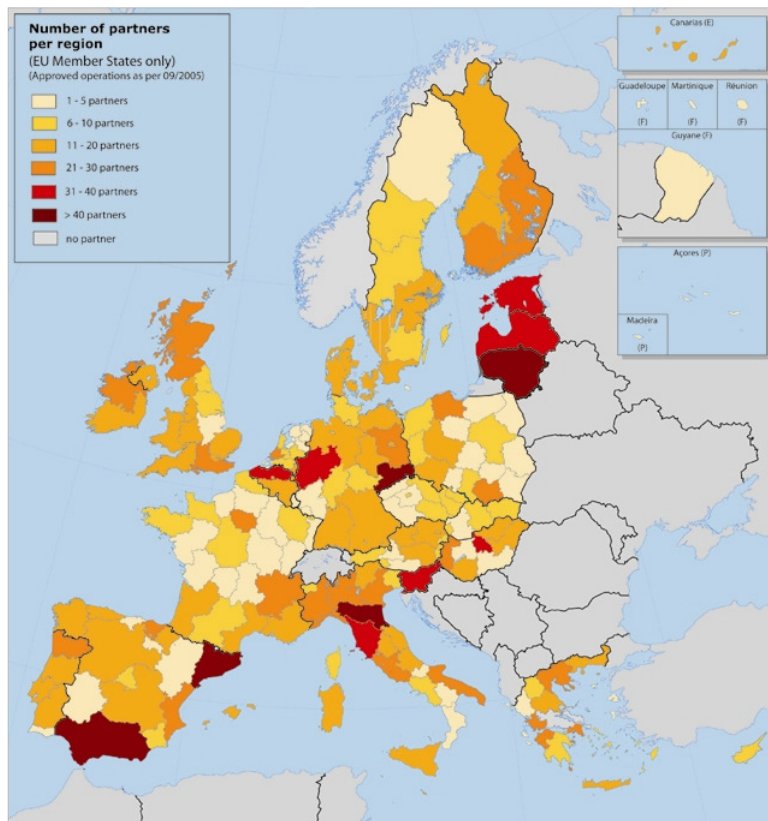 Number of partners
per region
(EU Member States only)
(Approved operations as per 09/2005)
1 - 5 partners
6 - 10 partners
11 - 20 partners
21 - 30 partners
31 - 40 partners
> 40 partners
no partner
Canarias (E)
Guadeloupe Martinique Réunion
(F) (F) (F)
Guyane (F)
Açores (P)
Madeira
(P)